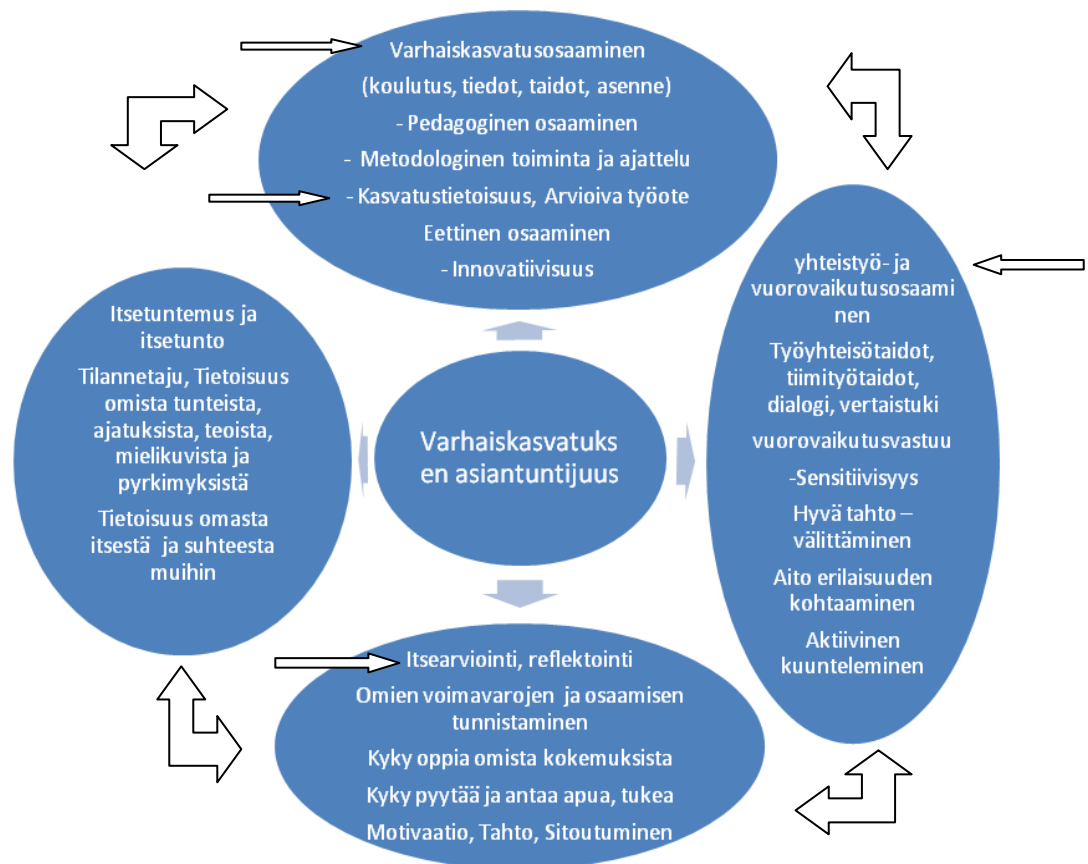 Varhaiskasvatusosaaminen
(koulutus, tiedot, taidot, asenne)
- Pedagoginen osaaminen
- Metodologinen toiminta ja ajattelu
- Kasvatustietoisuus, Arvioiva työote
Eettinen osaaminen
- Innovatiivisuus
Itsetuntemus ja
itsetunto
Tilannetaju, Tietoisuus
omista tunteista,
ajatuksista, teoista,
mielikuvista ja
pyrkimyksistä
Tietoisuus omasta
itsestä ja suhteesta
muihin
Varhaiskasvatuks
en asiantuntijuus
yhteistyö- ja
vuorovaikutusosaami
nen
Työyhteisötaidot,
tiimityötaidot,
dialogi, vertaistuki
vuorovaikutusvastuu
-Sensitiivisyys
Hyvä tahto –
välittäminen
Aito erilaisuuden
kohtaaminen
Aktiivinen
kuunteleminen
Itsearviointi, reflektointi
Omien voimavarojen ja osaamisen
tunnistaminen
Kyky oppia omista kokemuksista
Kyky pyytää ja antaa apua, tukea
Motivaatio, Tahto, Sitoutuminen